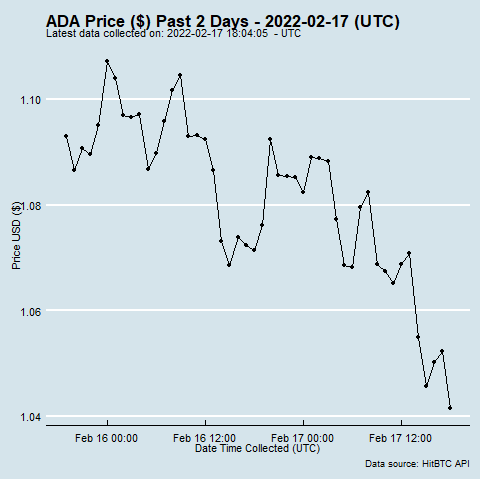 ADA Price ($) Past 2 Days - 2022-02-17 (UTC)
Latest data collected on: 2022-02-17 18:04:05 - UTC
Price USD ($)
1.10
1.08
1.06
1.04
Feb 16 00:00 Feb 16 12:00 Feb 17 00:00 Feb 17 12:00
Date Time Collected (UTC)
Data source: HitBTC API